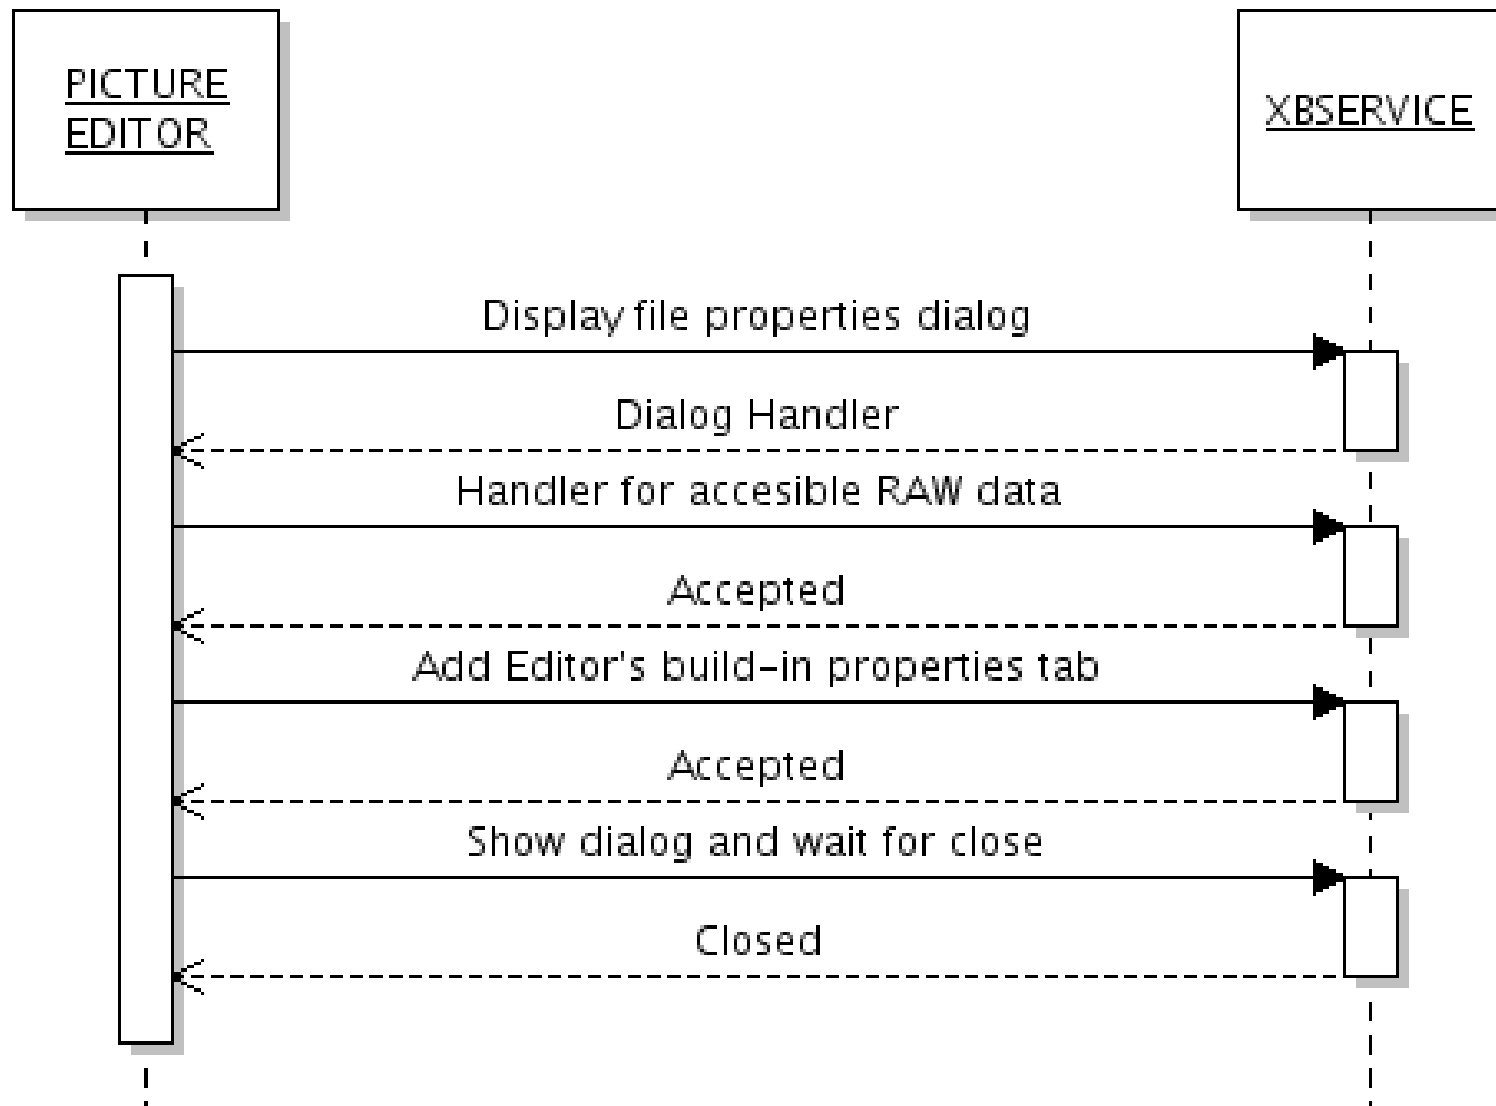 PICTURE
EDITOR
XBSERVICE
Display file properties dialog
Dialog Handler
Handler for accesible RAW data
Accepted
Add Editor's build-in properties tab
Accepted
Show dialog and wait for close
Closed